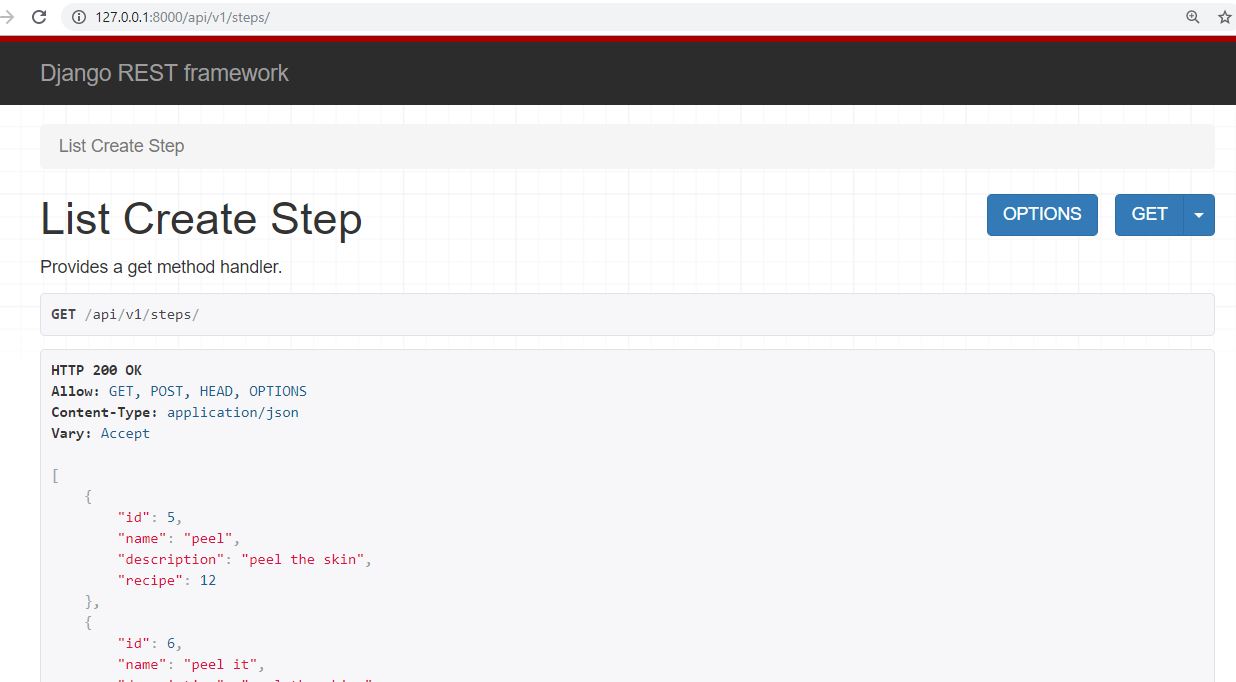 127.0.0.1:8000/api/v1/steps/
Django REST framework
List Create Step
List Create Step
OPTIONS
GET
Provides a get method handler.
GET /api/v1/steps/
HTTP 200 OK
Allow: GET, POST, HEAD, OPTIONS
Content-Type: application/json
Vary: Accept
[
{
"id": 5,
"name": "peel",
"description": "peel the skin",
"recipe": 12
},
{
"id": 6,
"name": "peel it",